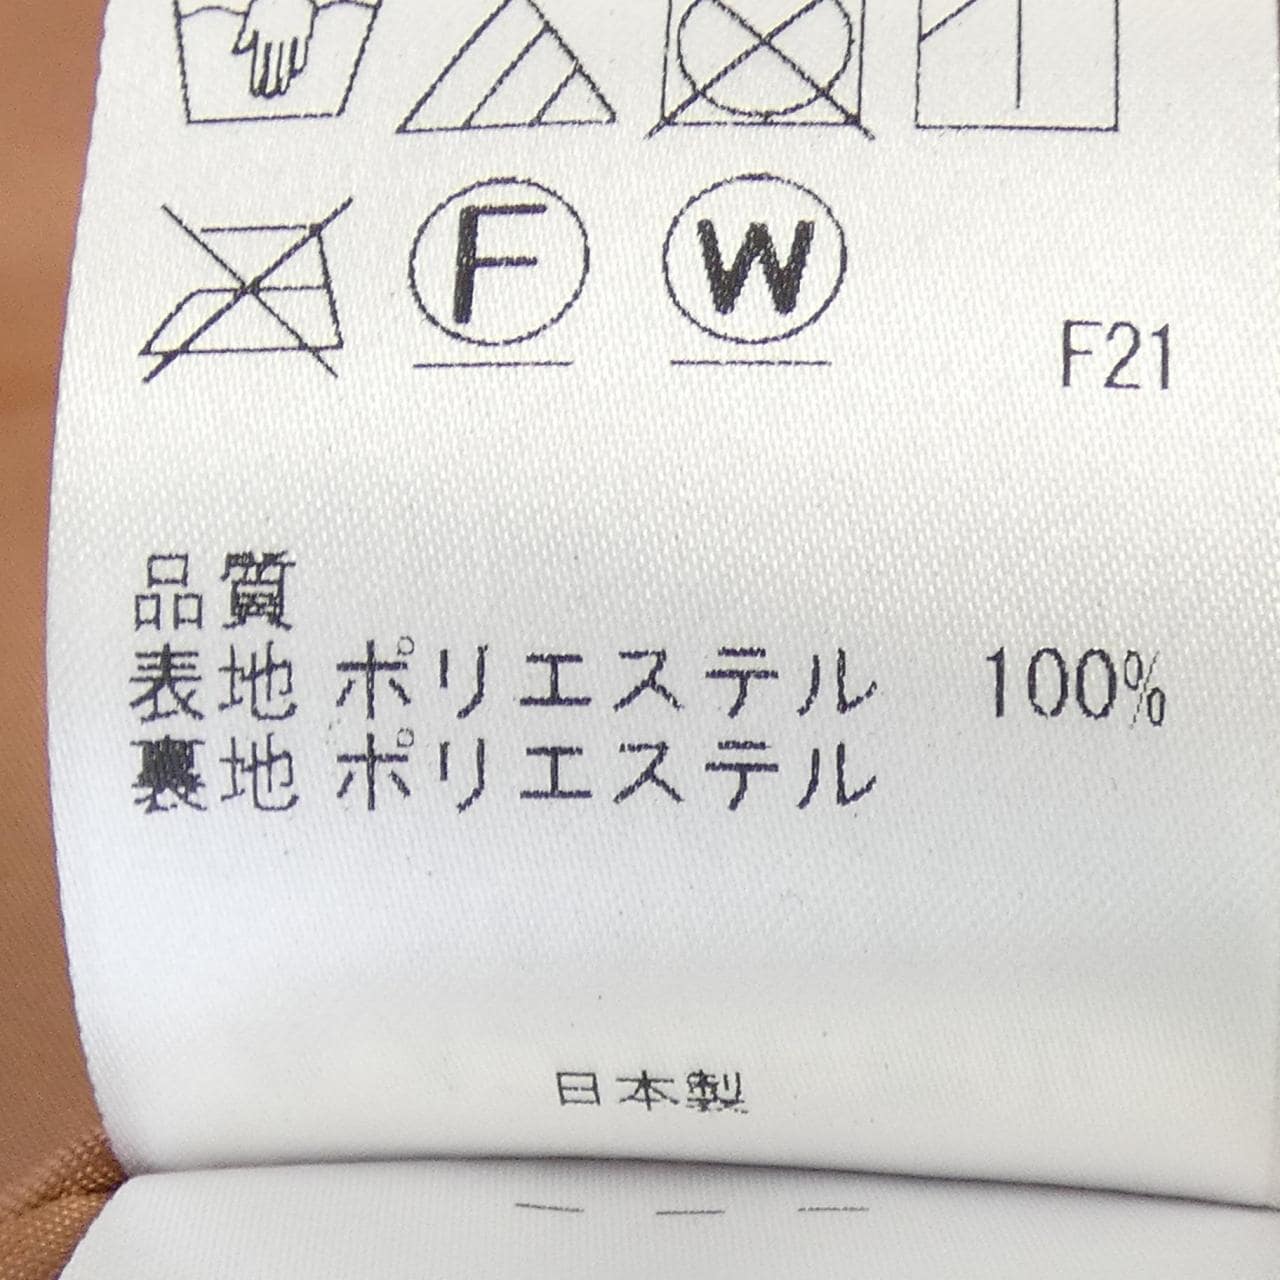 F W
F21
品質
表地 ポリエステル 100%
裏地 ポリエステル
日本製